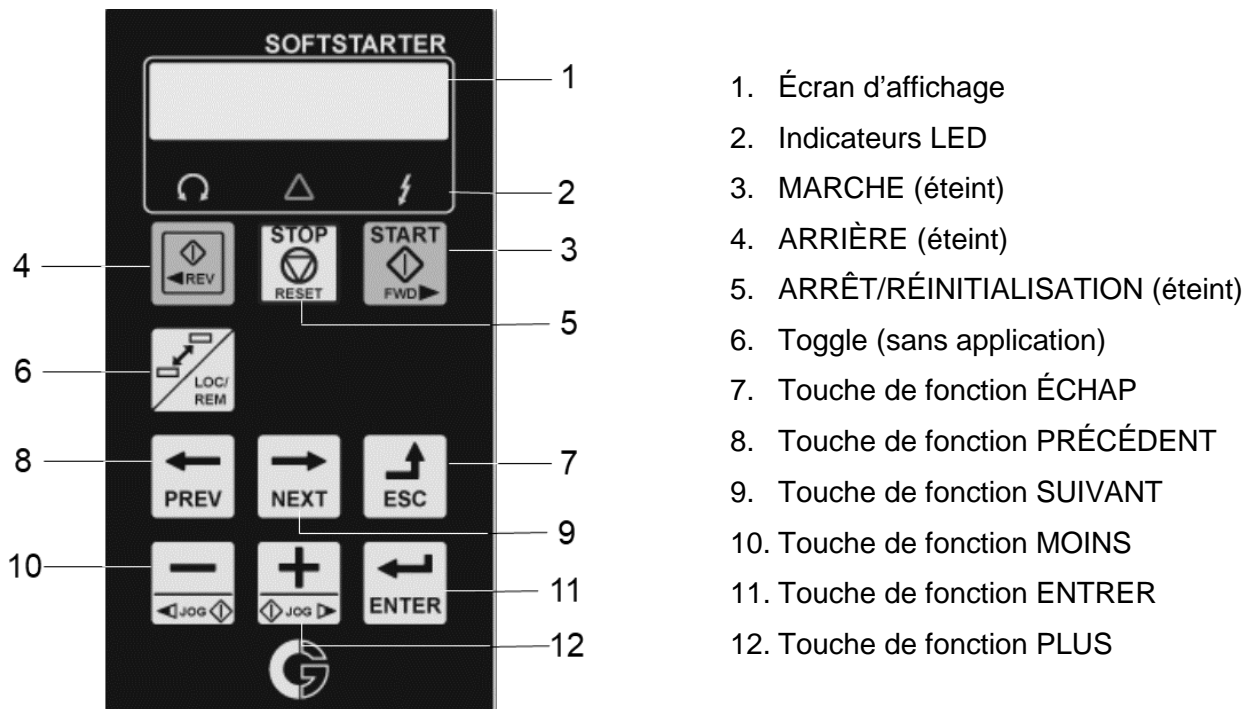 SOFTSTARTER
1
2
STOP
START
REV
RESET
FWD
3
4
5
LOC/
REM
6
8
PREV
NEXT
ESC
7
9
10
JOG
JOG
ENTER
11
12
1. Écran d’affichage
2. Indicateurs LED
3. MARCHE (éteint)
4. ARRIÈRE (éteint)
5. ARRÊT/RÉINITIALISATION (éteint)
6. Toggle (sans application)
7. Touche de fonction ÉCHAP
8. Touche de fonction PRÉCÉDENT
9. Touche de fonction SUIVANT
10. Touche de fonction MOINS
11. Touche de fonction ENTRER
12. Touche de fonction PLUS